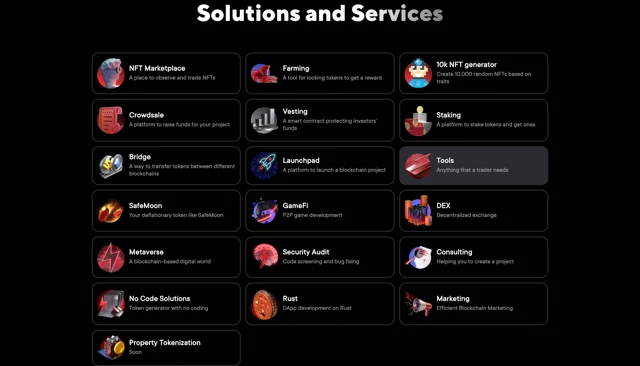 Solutions and Services
NFT Marketplace
A place to observe and trade NFTs
Farming
A tool for locking tokens to get a reward
10k NFT generator
Create 10,000 random NFTs based on
traits
Crowdsale
A platform to raise funds for your project
Vesting
A smart contract protecting investors'
funds
Staking
A platform to stake tokens and get ones
Bridge
A way to transfer tokens between different
blockchains
Launchpad
A platform to launch a blockchain project
Tools
Anything that a trader needs
SafeMoon
Your deflationary token like SafeMoon
GameFi
P2P game development
DEX
Decentralized exchange
Metaverse
A blockchain-based digital world
Security Audit
Code screening and bug fixing
Consulting
Helping you to create a project
No Code Solutions
Token generator with no coding
Rust
DApp development on Rust
Marketing
Efficient Blockchain Marketing
Property Tokenization
Soon